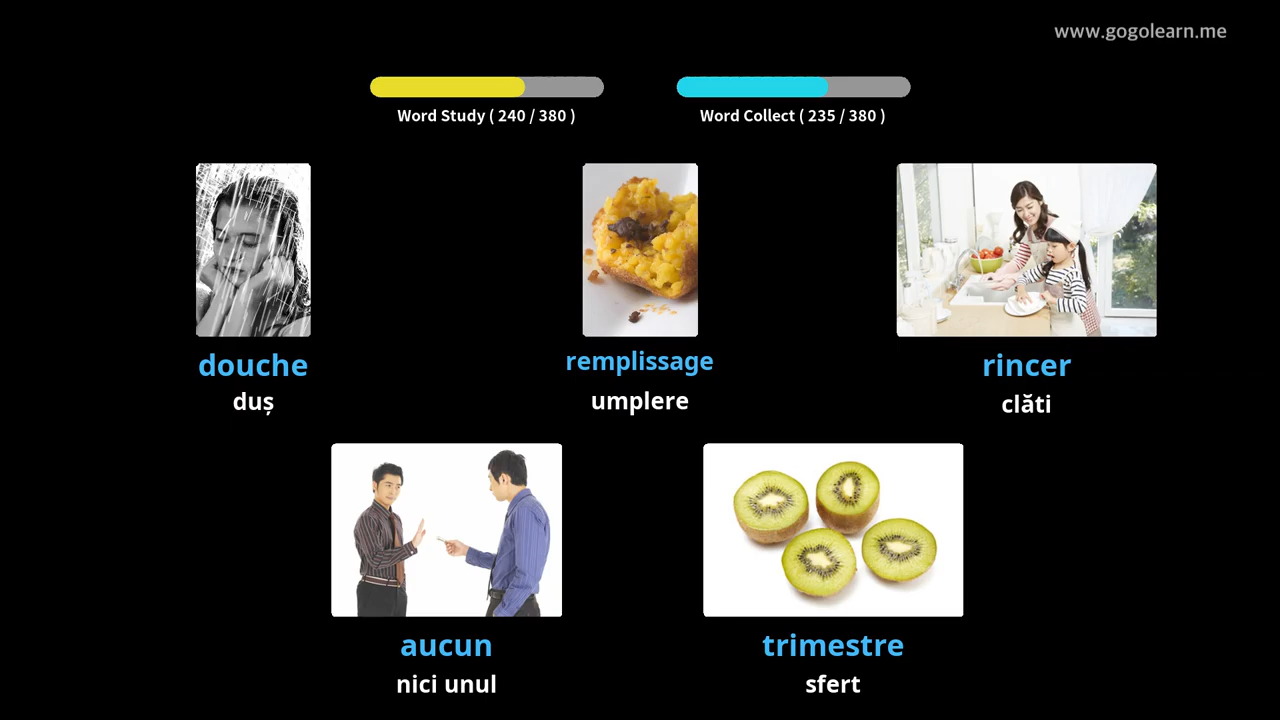 www.gogolearn.me
Word Study ( 240 / 380 )
Word Collect ( 235 / 380 )
douche
duș
remplissage
umplere
rincer
clăti
aucun
nici unul
trimestre
sfert